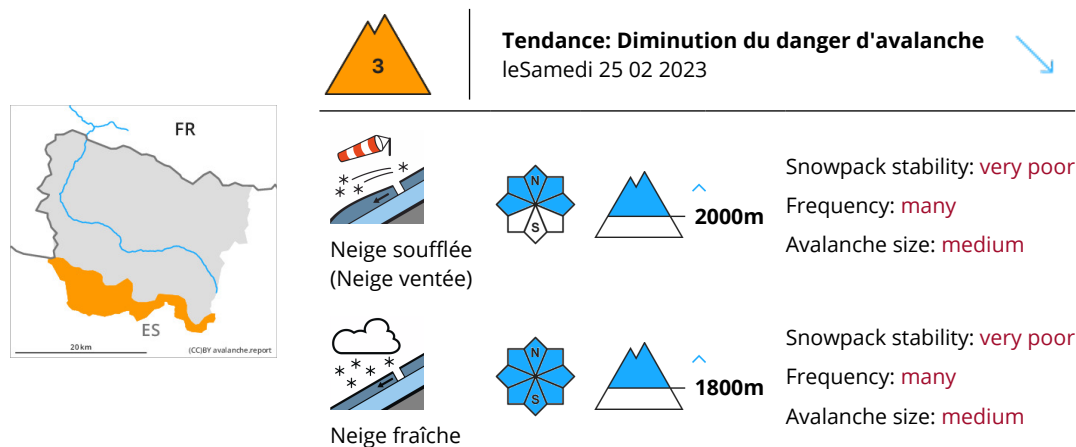 3
Tendance: Diminution du danger d'avalanche
leSamedi 25 02 2023
FR
ES
20 km
(CC)BY avalanche.report
Neige soufflée
(Neige ventée)
N
S
2000m
Snowpack stability: very poor
Frequency: many
Avalanche size: medium
Neige fraîche
N
S
1800m
Snowpack stability: very poor
Frequency: many
Avalanche size: medium